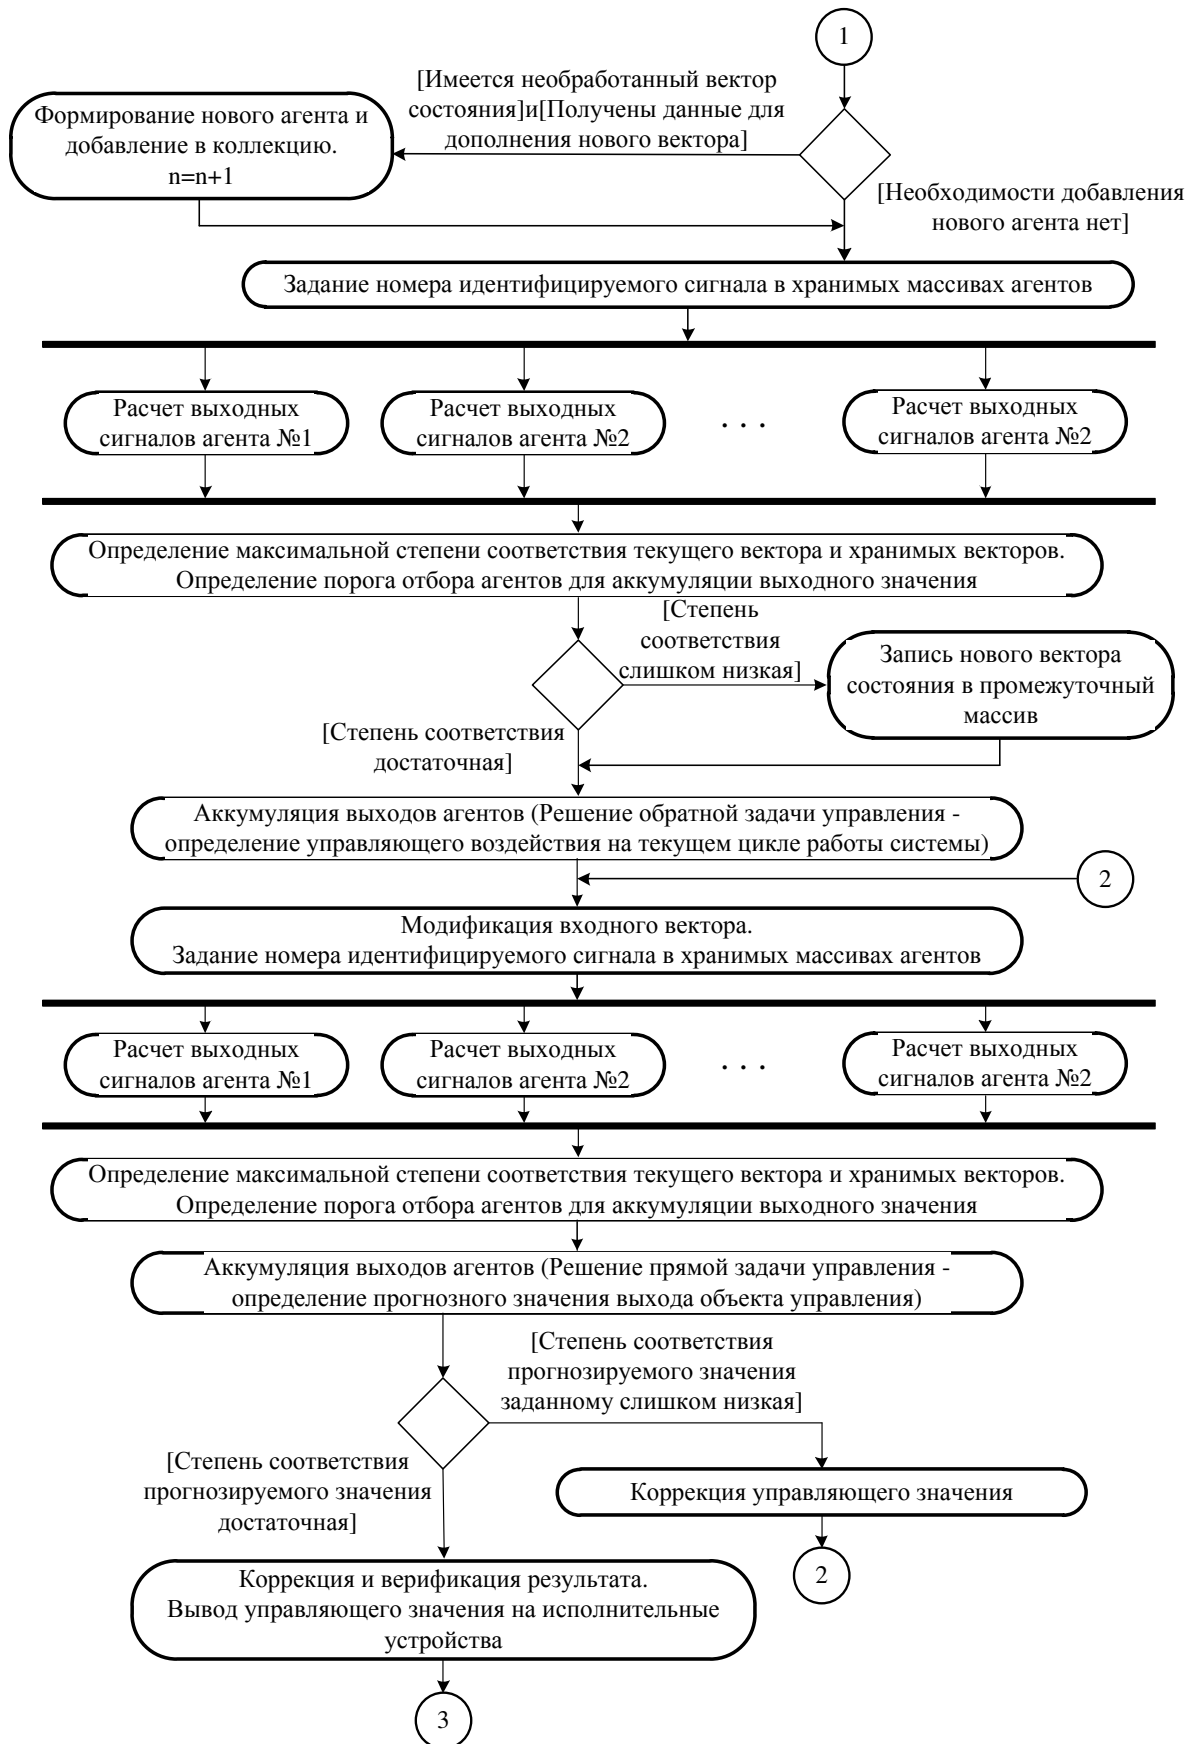 1
[Имеется необработанный вектор
состояния]и[Получены данные для
дополнения нового вектора]
Формирование нового агента и
добавление в коллекцию.
n=n+1
[Необходимости добавления
нового агента нет]
Задание номера идентифицируемого сигнала в хранимых массивах агентов
Расчет выходных
сигналов агента №1
Расчет выходных
сигналов агента №2
. . .
Расчет выходных
сигналов агента №2
Определение максимальной степени соответствия текущего вектора и хранимых векторов.
Определение порога отбора агентов для аккумуляции выходного значения
[Степень
соответствия
слишком низкая]
Запись нового вектора
состояния в промежуточный
массив
[Степень соответствия
достаточная]
Аккумуляция выходов агентов (Решение обратной задачи управления -
определение управляющего воздействия на текущем цикле работы системы)
2
Модификация входного вектора.
Задание номера идентифицируемого сигнала в хранимых массивах агентов
Расчет выходных
сигналов агента №1
Расчет выходных
сигналов агента №2
. . .
Расчет выходных
сигналов агента №2
Определение максимальной степени соответствия текущего вектора и хранимых векторов.
Определение порога отбора агентов для аккумуляции выходного значения
Аккумуляция выходов агентов (Решение прямой задачи управления -
определение прогнозного значения выхода объекта управления)
[Степень соответствия
прогнозируемого значения
заданному слишком низкая]
[Степень соответствия
прогнозируемого значения
достаточная]
Коррекция управляющего значения
2
Коррекция и верификация результата.
Вывод управляющего значения на исполнительные
устройства
3